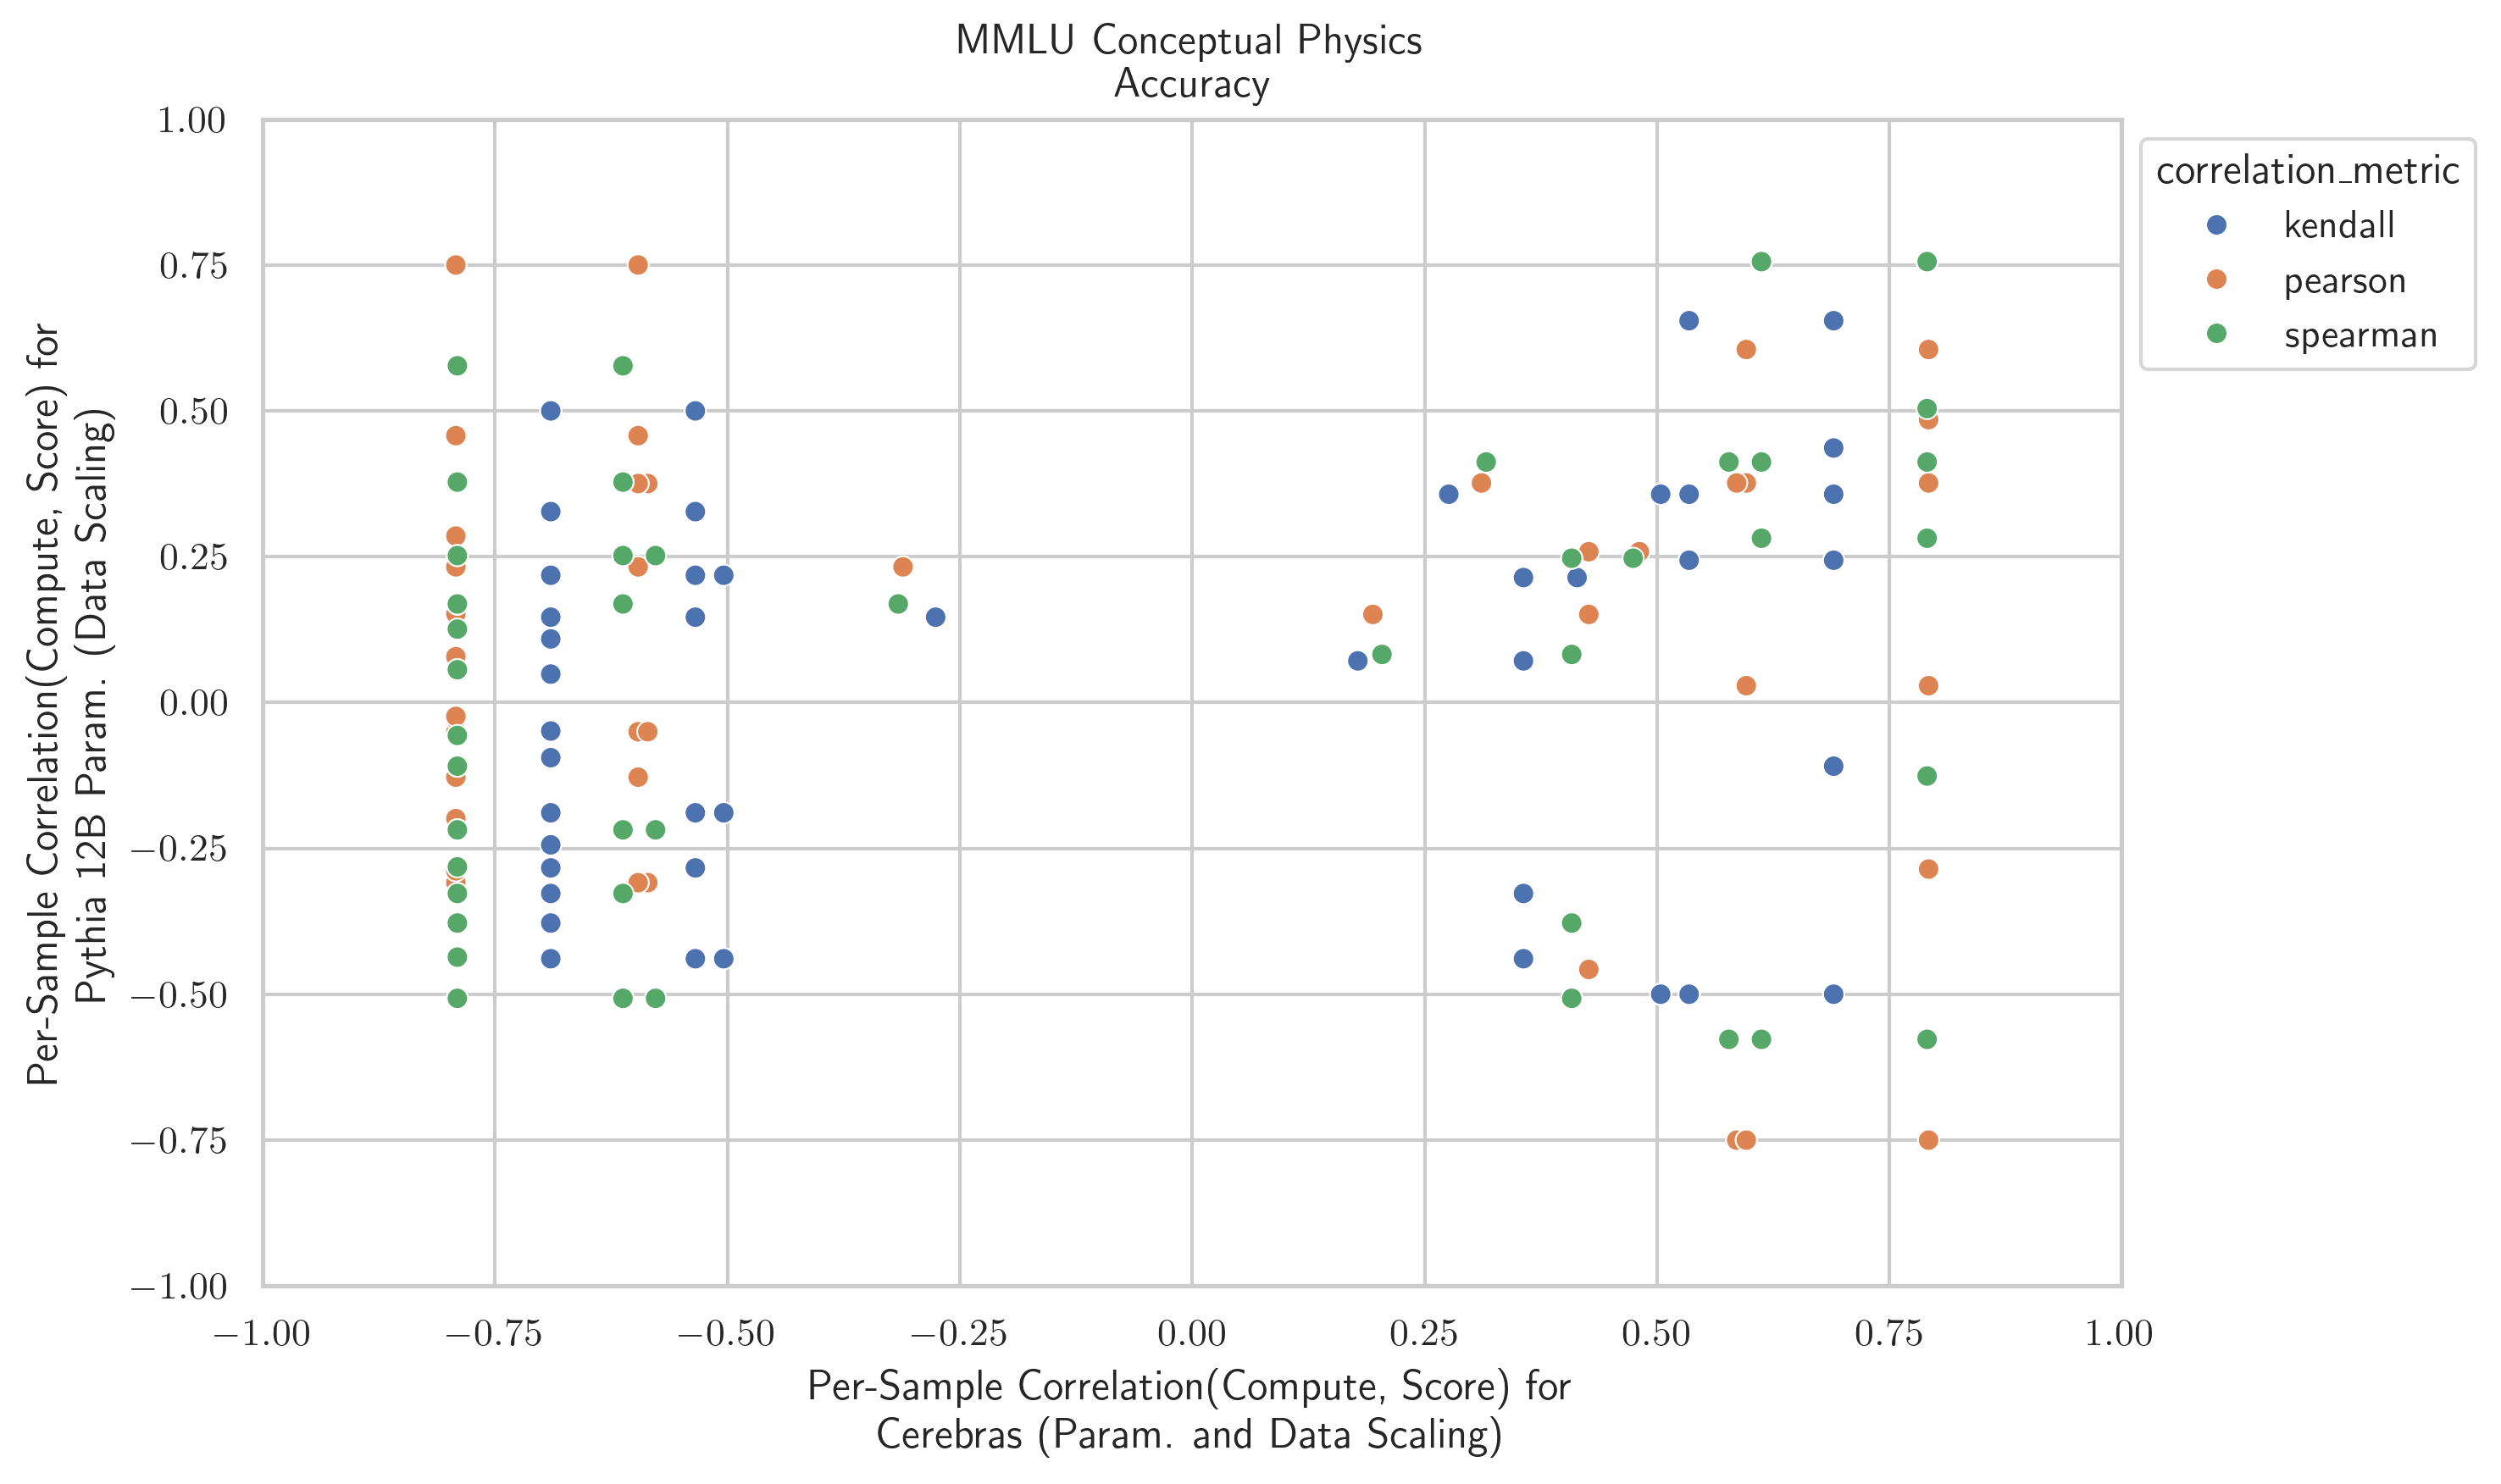 MMLU Conceptual Physics
Accuracy
1.00
0.75
0.50
0.25
0.00
−0.25
−0.50
−0.75
−1.00
Per-Sample Correlation(Compute, Score) for
Pythia 12B Param. (Data Scaling)
correlation_metric
kendall
pearson
spearman
−1.00 −0.75 −0.50 −0.25 0.00 0.25 0.50 0.75 1.00
Per-Sample Correlation(Compute, Score) for
Cerebras (Param. and Data Scaling)